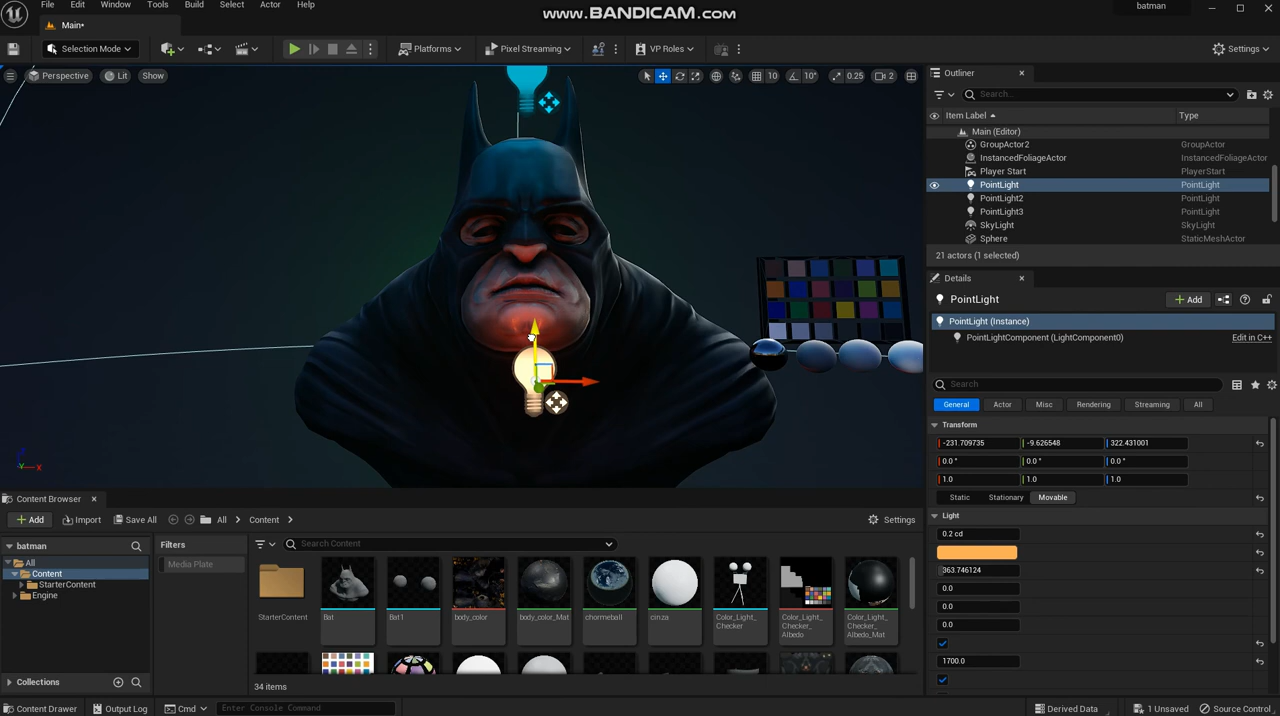 File Edit Window Tools Build Select Actor Help
www.BANDICAM.com
batman
Main*
Selection Mode
Platforms
Pixel Streaming
VP Roles
Settings
Perspective Lit Show
10 10° 0.25 2
Outliner
Search...
Item Label Type
Main (Editor)
GroupActor2 GroupActor
InstancedFoliageActor InstancedFoliageActor
Player Start PlayerStart
PointLight PointLight
PointLight2 PointLight
PointLight3 PointLight
SkyLight SkyLight
Sphere StaticMeshActor
21 actors (1 selected)
Details
PointLight Add
PointLight (Instance)
PointLightComponent (LightComponent0) Edit in C++
Search
General Actor Misc Rendering Streaming All
Transform
-231.709735 -9.626548 322.431001
0.0 ° 0.0 ° 0.0 °
1.0 1.0 1.0
Static Stationary Movable
Light
0.2 cd
363.746124
0.0
0.0
0.0
1700.0
X
Content Browser
Add Import Save All All Content Settings
batman
All
Content
StarterContent
Engine
Collections
Filters
Media Plate
Search Content
StarterContent Bat Bat1 body_color body_color_Mat chormeball cinza Color_Light_Checker Color_Light_Checker_Albedo Color_Light_Checker_Albedo_Mat
34 items
Content Drawer Output Log Cmd Enter Console Command Derived Data 1 Unsaved Source Control